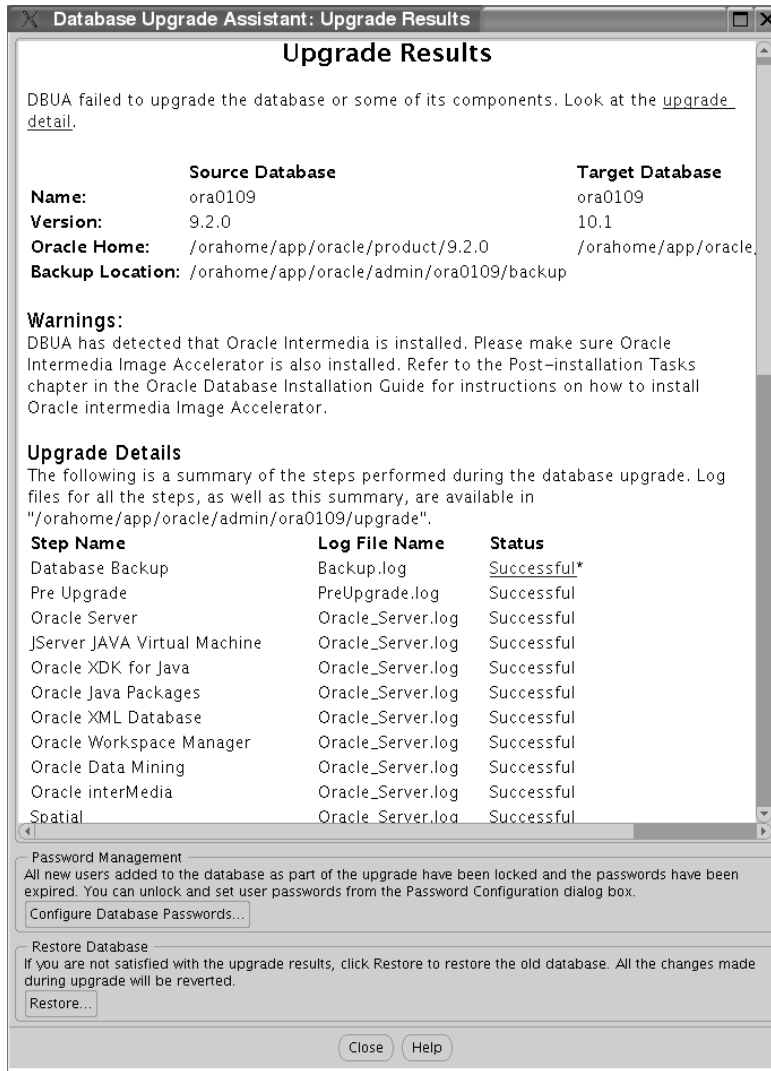 Database Upgrade Assistant: Upgrade Results
Upgrade Results
DBUA failed to upgrade the database or some of its components. Look at the upgrade
detail.
Source Database Target Database
Name: ora0109 ora0109
Version: 9.2.0 10.1
Oracle Home: /orahome/app/oracle/product/9.2.0 /orahome/app/oracle/
Backup Location: /orahome/app/oracle/admin/ora0109/backup
Warnings:
DBUA has detected that Oracle Intermedia is installed. Please make sure Oracle
Intermedia Image Accelerator is also installed. Refer to the Post-installation Tasks
chapter in the Oracle Database Installation Guide for instructions on how to install
Oracle intermedia Image Accelerator.
Upgrade Details
The following is a summary of the steps performed during the database upgrade. Log
files for all the steps, as well as this summary, are available in
"/orahome/app/oracle/admin/ora0109/upgrade".
Step Name Log File Name Status
Database Backup Backup.log Successful*
Pre Upgrade PreUpgrade.log Successful
Oracle Server Oracle_Server.log Successful
JServer JAVA Virtual Machine Oracle_Server.log Successful
Oracle XDK for Java Oracle_Server.log Successful
Oracle Java Packages Oracle_Server.log Successful
Oracle XML Database Oracle_Server.log Successful
Oracle Workspace Manager Oracle_Server.log Successful
Oracle Data Mining Oracle_Server.log Successful
Oracle interMedia Oracle_Server.log Successful
Spatial Oracle_Server.log Successful
Password Management
All new users added to the database as part of the upgrade have been locked and the passwords have been
expired. You can unlock and set user passwords from the Password Configuration dialog box.
Configure Database Passwords...
Restore Database
If you are not satisfied with the upgrade results, click Restore to restore the old database. All the changes made
during upgrade will be reverted.
Restore...
Close Help